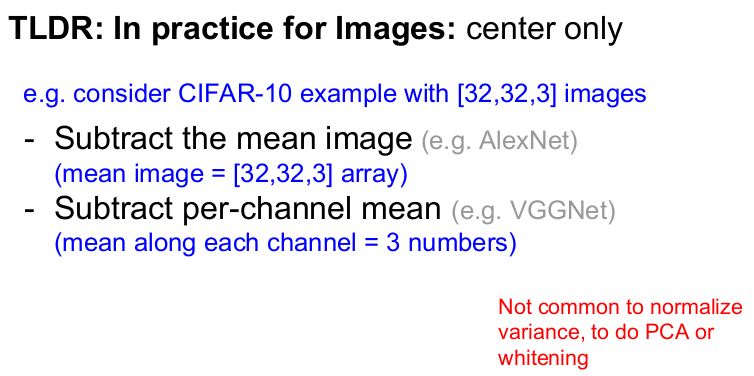 TLDR: In practice for Images: center only
e.g. consider CIFAR-10 example with [32,32,3] images
- Subtract the mean image (e.g. AlexNet)
(mean image = [32,32,3] array)
- Subtract per-channel mean (e.g. VGGNet)
(mean along each channel = 3 numbers)
Not common to normalize
variance, to do PCA or
whitening